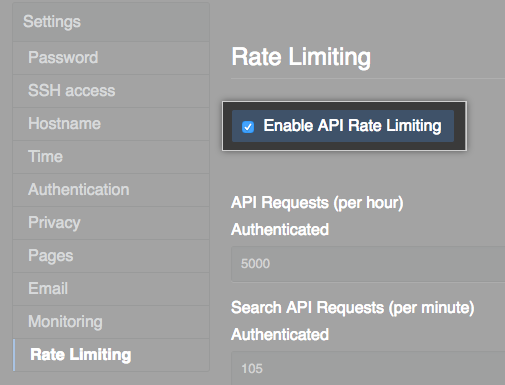 Settings
Password
SSH access
Hostname
Time
Authentication
Privacy
Pages
Email
Monitoring
Rate Limiting
Rate Limiting
Enable API Rate Limiting
API Requests (per hour)
Authenticated
5000
Search API Requests (per minute)
Authenticated
105